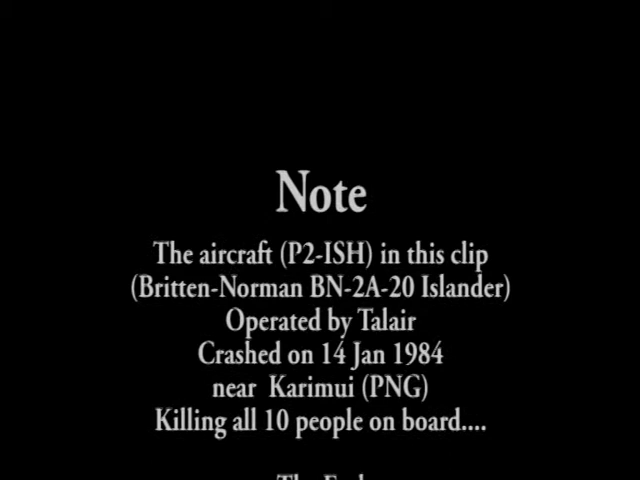 Note
The aircraft (P2-ISH) in this clip
(Britten-Norman BN-2A-20 Islander)
Operated by Talair
Crashed on 14 Jan 1984
near Karimui (PNG)
Killing all 10 people on board....